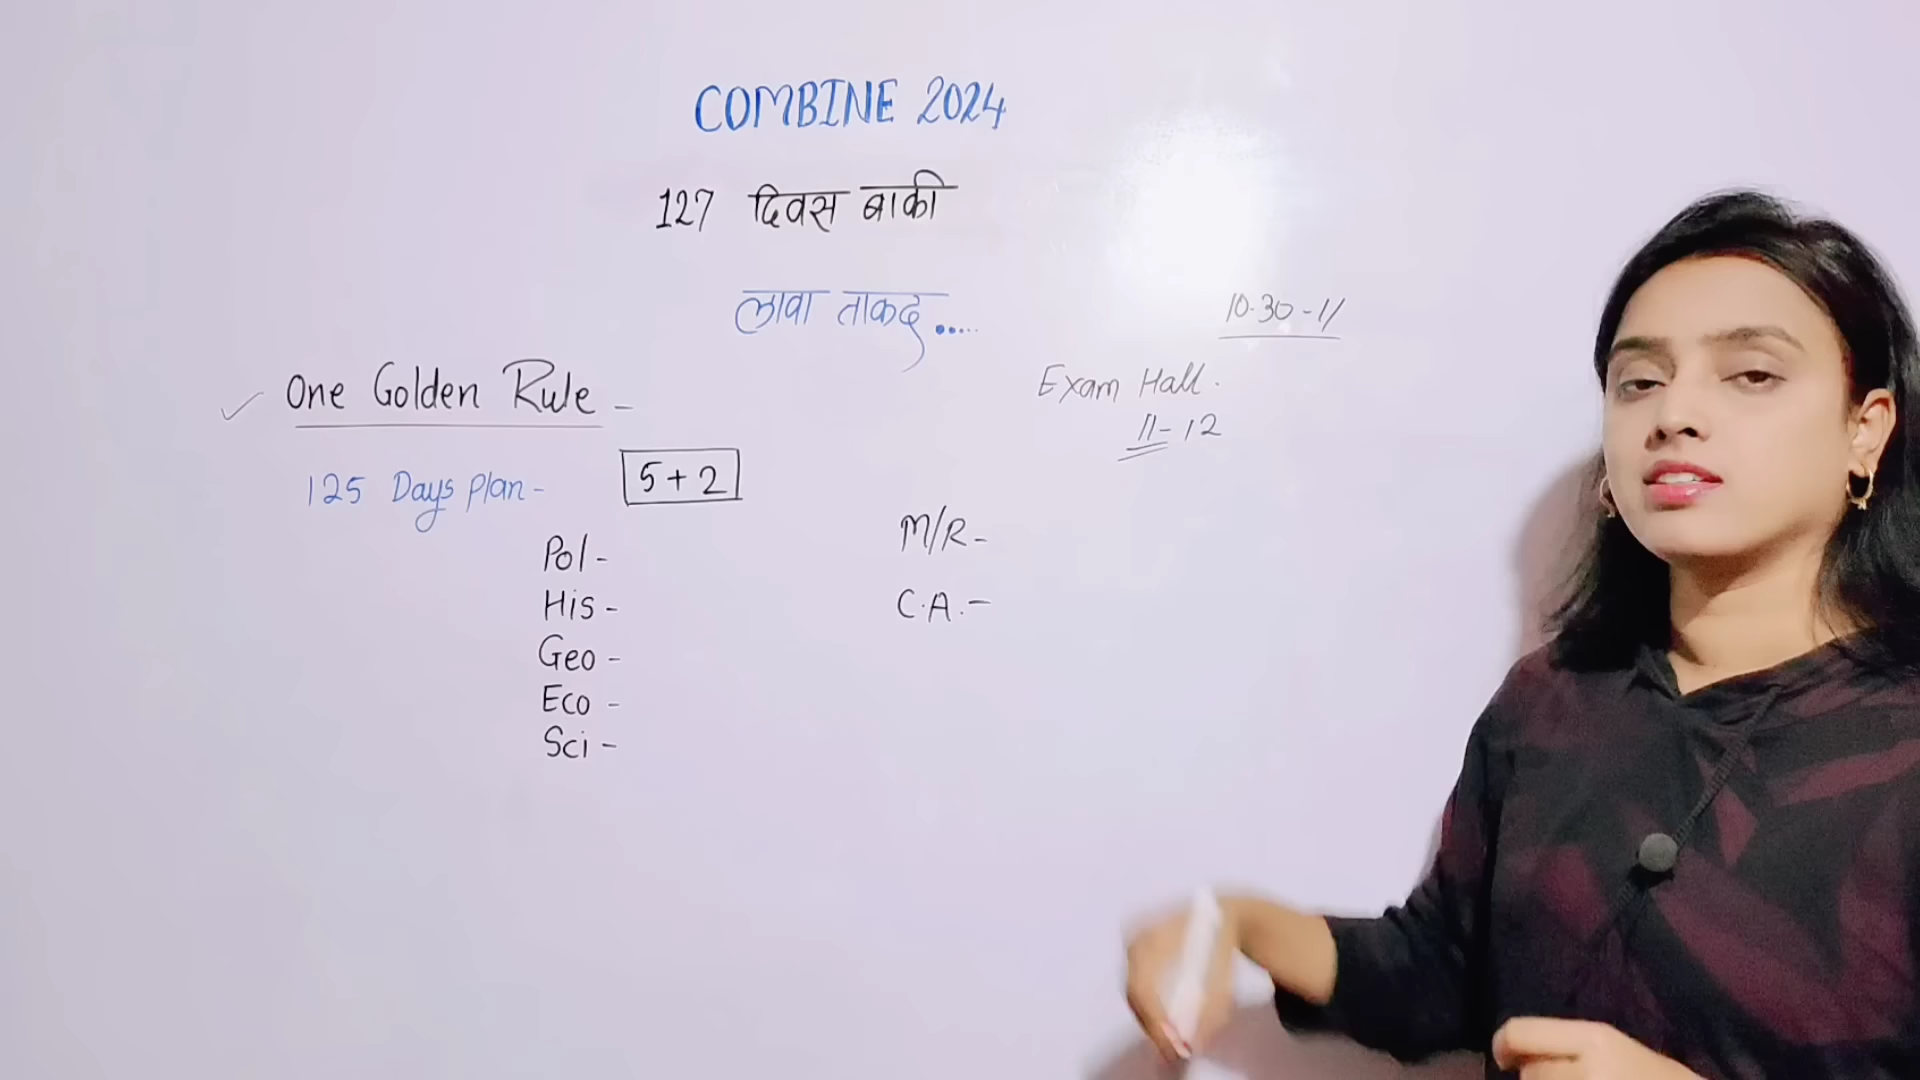 COMBINE 2024
127 दिवस बाकी
लावा ताकद.....
10.30-11
✓ One Golden Rule -
Exam Hall.
11-12
125 Days plan - 5+2
Pol -
M/R -
His -
C.A. -
Geo -
Eco -
Sci -